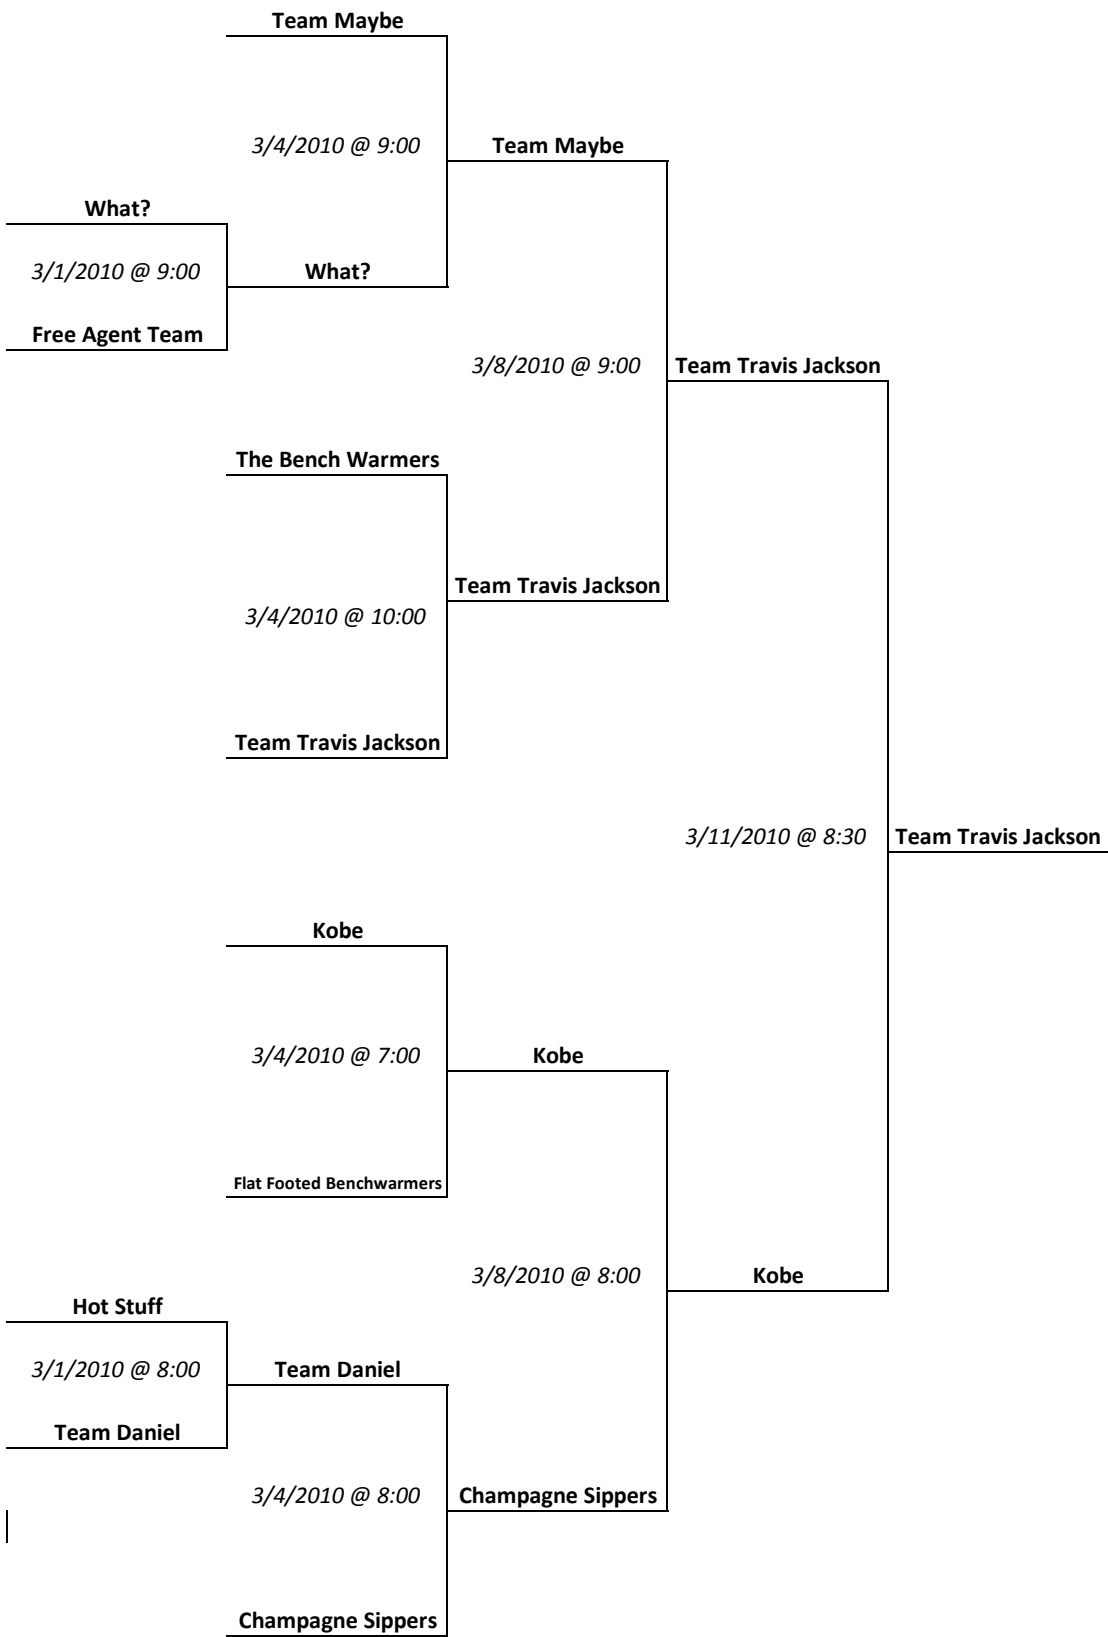 Team Maybe
3/4/2010 @ 9:00
Team Maybe
What?
3/1/2010 @ 9:00
What?
Free Agent Team
3/8/2010 @ 9:00
Team Travis Jackson
The Bench Warmers
Team Travis Jackson
3/4/2010 @ 10:00
Team Travis Jackson
3/11/2010 @ 8:30
Team Travis Jackson
Kobe
3/4/2010 @ 7:00
Kobe
Flat Footed Benchwarmers
3/8/2010 @ 8:00
Kobe
Hot Stuff
3/1/2010 @ 8:00
Team Daniel
Team Daniel
3/4/2010 @ 8:00
Champagne Sippers
Champagne Sippers